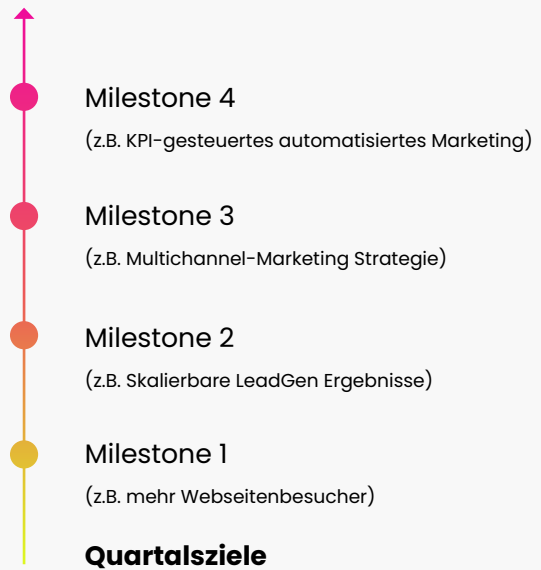 Milestone 4
(z.B. KPI-gesteuertes automatisiertes Marketing)
Milestone 3
(z.B. Multichannel-Marketing Strategie)
Milestone 2
(z.B. Skalierbare LeadGen Ergebnisse)
Milestone 1
(z.B. mehr Webseitenbesucher)
Quartalsziele